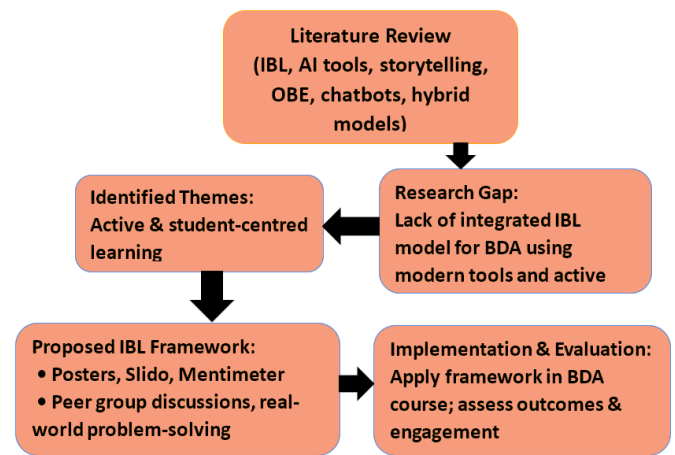 Literature Review
(IBL, AI tools, storytelling,
OBE, chatbots, hybrid
models)
Research Gap:
Lack of integrated IBL
model for BDA using
modern tools and active
Identified Themes:
Active & student-centred
learning
Proposed IBL Framework:
• Posters, Slido, Mentimeter
• Peer group discussions, real-
world problem-solving
Implementation & Evaluation:
Apply framework in BDA
course; assess outcomes &
engagement